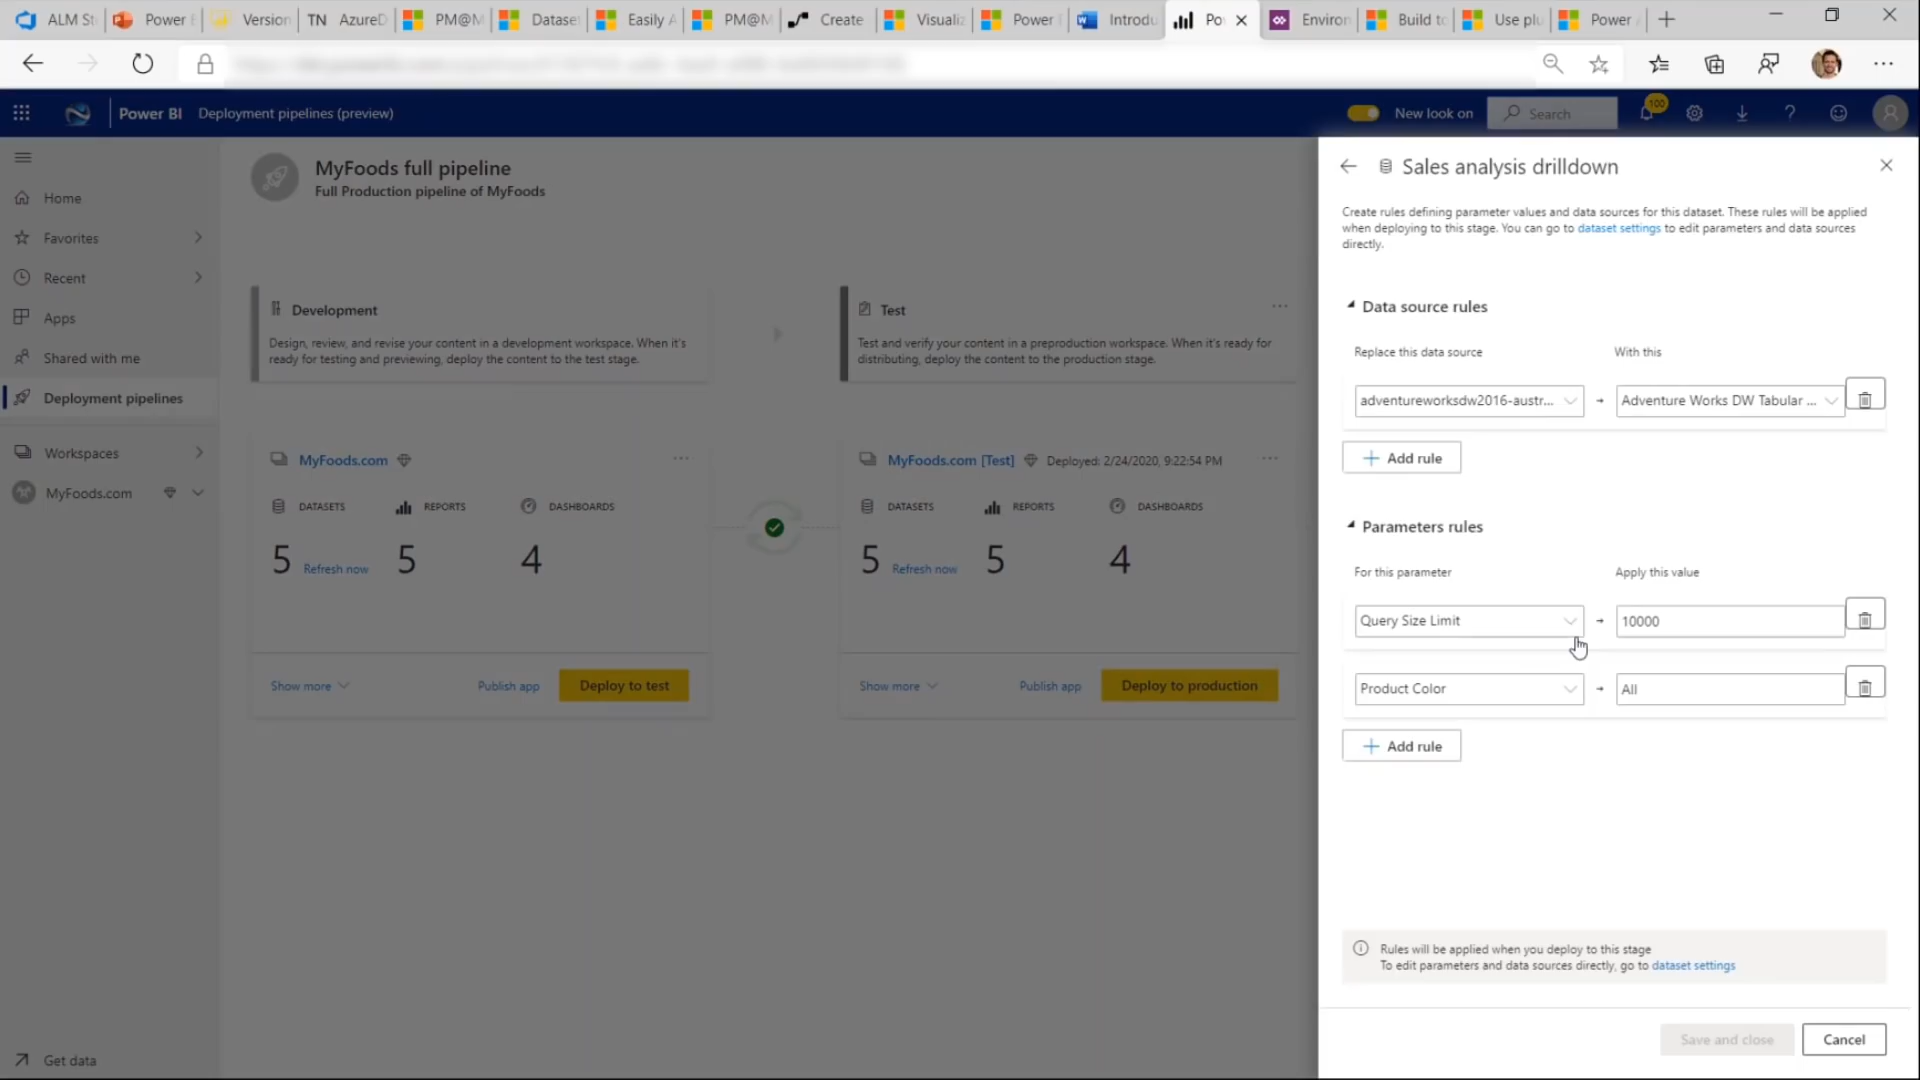 ALM St
Power B
Version
TN AzureD
PM@M
Datase
Easily A
PM@M
Create
Visualiz
Power
Introdu
Po
Environ
Build to
Use plu
Power
Power BI Deployment pipelines (preview)
New look on
Search
100
Home
Favorites
Recent
Apps
Shared with me
Deployment pipelines
Workspaces
MyFoods.com
Get data
MyFoods full pipeline
Full Production pipeline of MyFoods
Development
Design, review, and revise your content in a development workspace. When it's
ready for testing and previewing, deploy the content to the test stage.
MyFoods.com
DATASETS REPORTS DASHBOARDS
5 Refresh now 5 4
Show more Publish app Deploy to test
Test
Test and verify your content in a preproduction workspace. When it's ready for
distributing, deploy the content to the production stage.
MyFoods.com [Test] Deployed: 2/24/2020, 9:22:54 PM
DATASETS REPORTS DASHBOARDS
5 Refresh now 5 4
Show more Publish app Deploy to production
Sales analysis drilldown
Create rules defining parameter values and data sources for this dataset. These rules will be applied
when deploying to this stage. You can go to dataset settings to edit parameters and data sources
directly.
Data source rules
Replace this data source With this
adventureworksdw2016-austr... Adventure Works DW Tabular ...
Add rule
Parameters rules
For this parameter Apply this value
Query Size Limit 10000
Product Color All
Add rule
Rules will be applied when you deploy to this stage
To edit parameters and data sources directly, go to dataset settings
Save and close Cancel